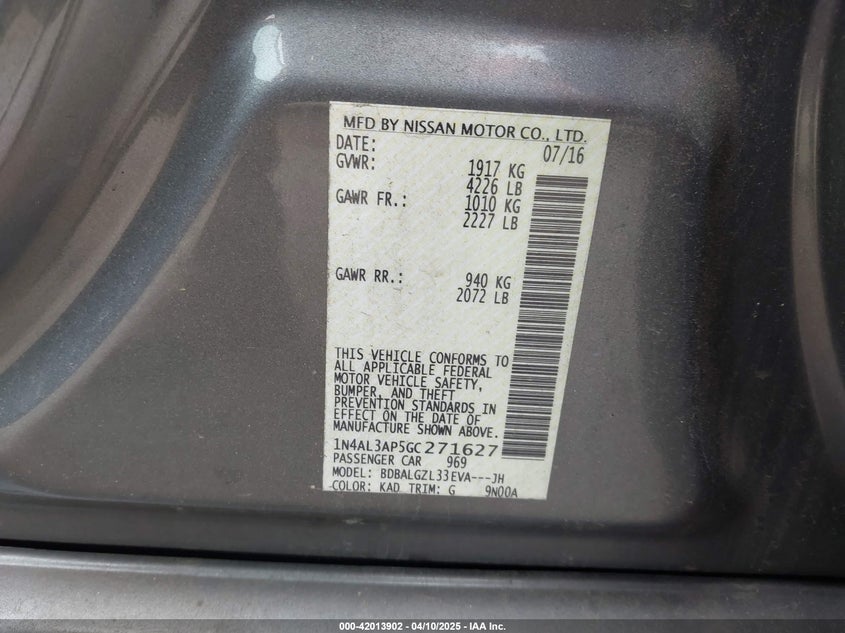 MFD BY NISSAN MOTOR CO., LTD.
DATE: 07/16
GVWR: 1917 KG
4226 LB
GAWR FR.: 1010 KG
2227 LB
GAWR RR.: 940 KG
2072 LB
THIS VEHICLE CONFORMS TO
ALL APPLICABLE FEDERAL
MOTOR VEHICLE SAFETY,
BUMPER, AND THEFT
PREVENTION STANDARDS IN
EFFECT ON THE DATE OF
MANUFACTURE SHOWN ABOVE.
1N4AL3AP5GC271627
PASSENGER CAR 969
MODEL: BDBALGZL33EVA---JH
COLOR: KAD TRIM: G 9N00A
000-42013902 - 04/10/2025 - IAA Inc.